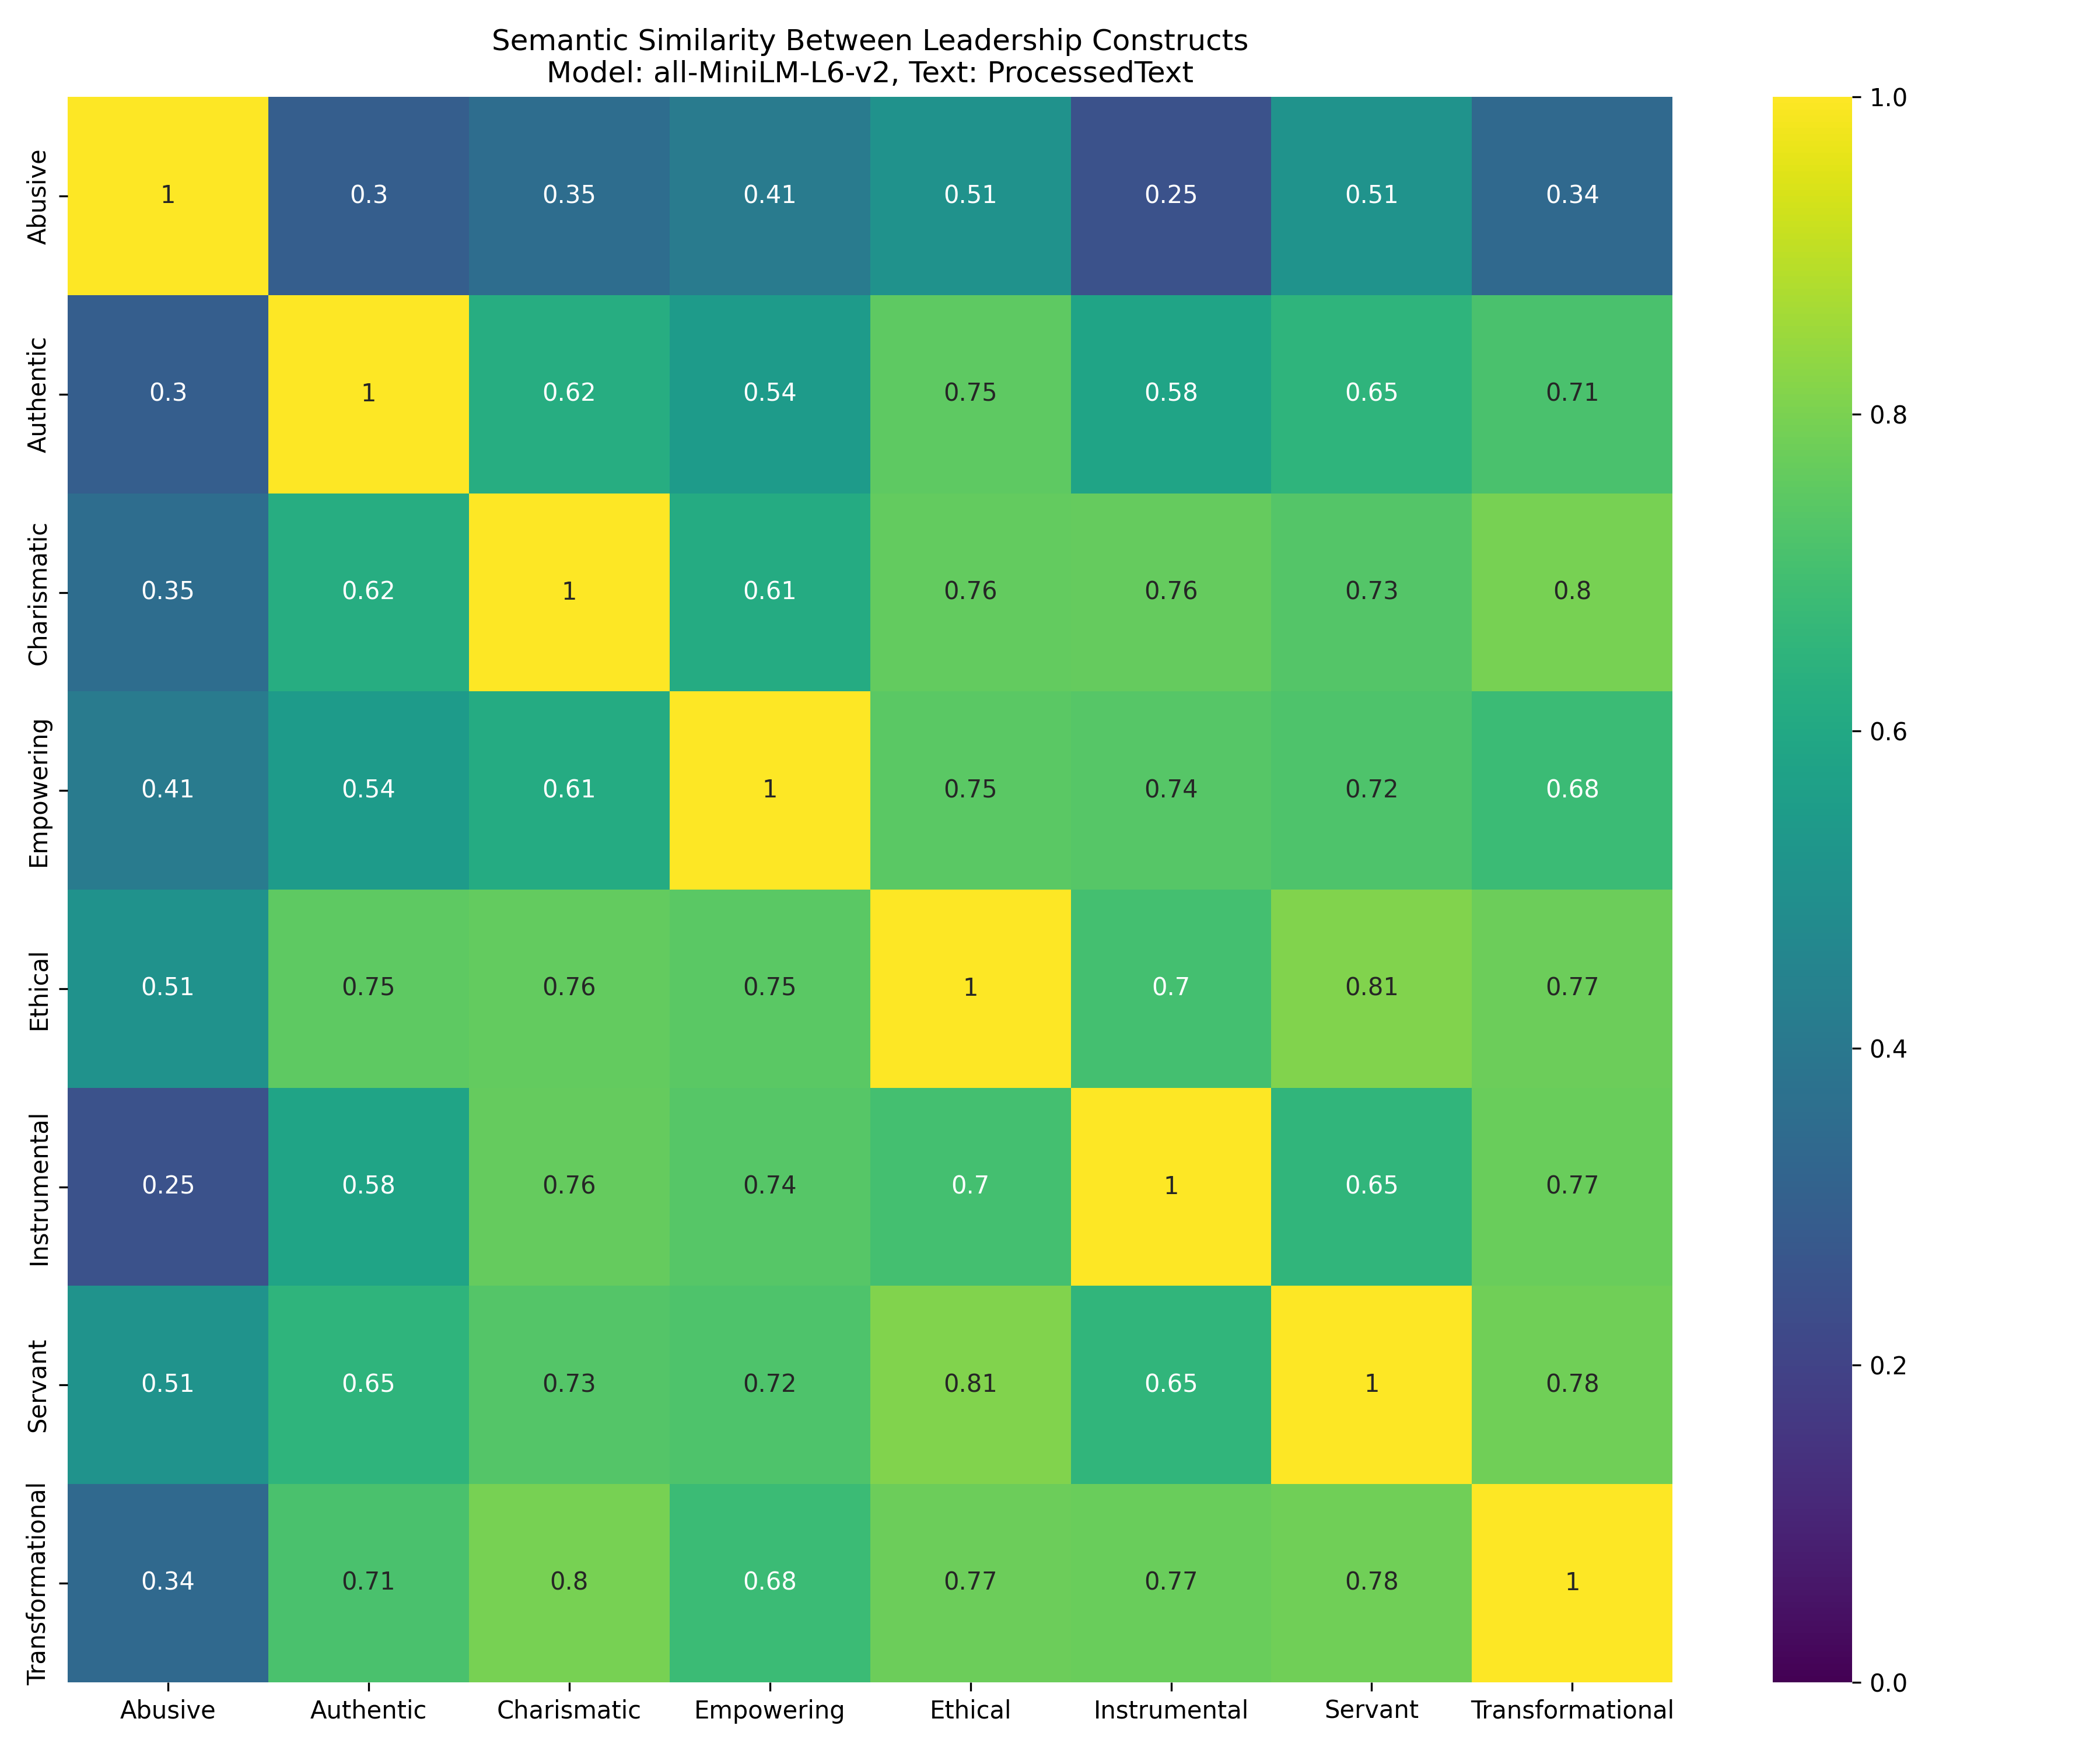 Semantic Similarity Between Leadership Constructs
Model: all-MiniLM-L6-v2, Text: ProcessedText
Abusive 1 0.3 0.35 0.41 0.51 0.25 0.51 0.34
Authentic 0.3 1 0.62 0.54 0.75 0.58 0.65 0.71
Charismatic 0.35 0.62 1 0.61 0.76 0.76 0.73 0.8
Empowering 0.41 0.54 0.61 1 0.75 0.74 0.72 0.68
Ethical 0.51 0.75 0.76 0.75 1 0.7 0.81 0.77
Instrumental 0.25 0.58 0.76 0.74 0.7 1 0.65 0.77
Servant 0.51 0.65 0.73 0.72 0.81 0.65 1 0.78
Transformational 0.34 0.71 0.8 0.68 0.77 0.77 0.78 1
Abusive Authentic Charismatic Empowering Ethical Instrumental Servant Transformational
1.0
0.8
0.6
0.4
0.2
0.0